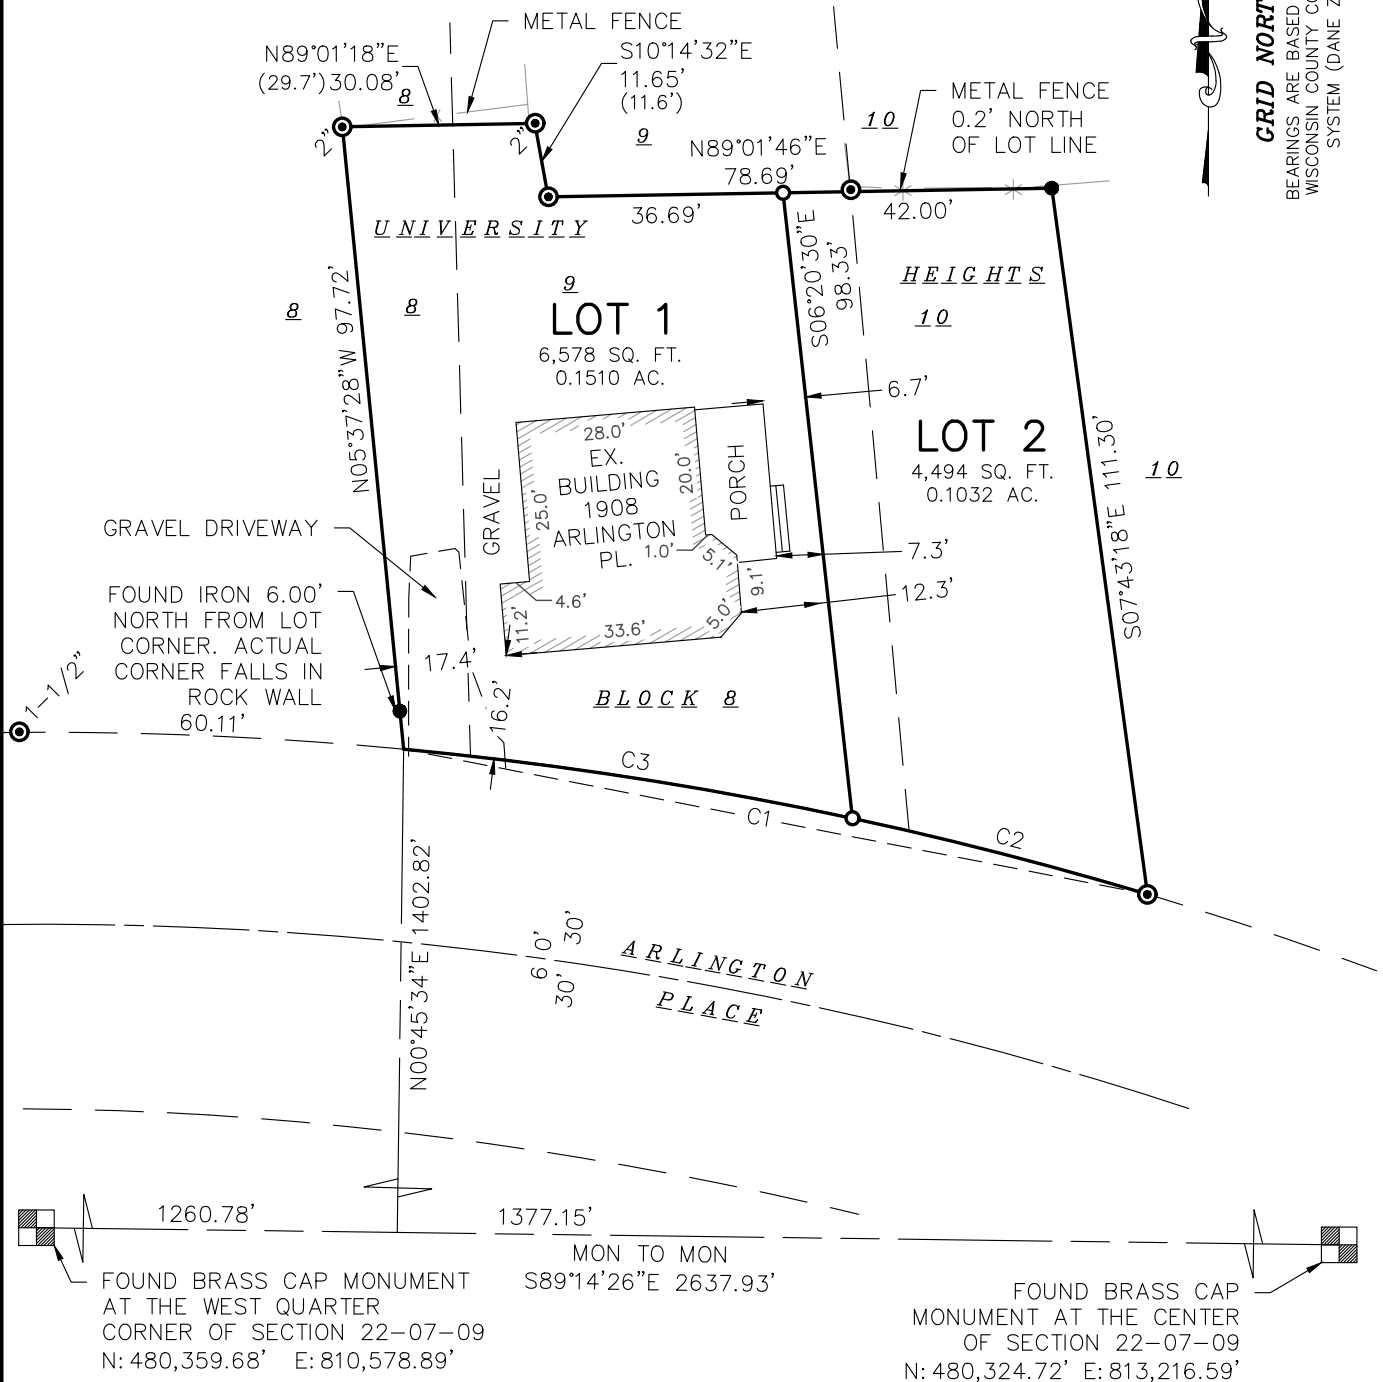 METAL FENCE
N89°01'18"E
(29.7')30.08'
S10°14'32"E
11.65'
(11.6')
8
9
2"
2"
N89°01'46"E
78.69'
10
METAL FENCE
0.2' NORTH
OF LOT LINE
GRID NORT
BEARINGS ARE BASED
WISCONSIN COUNTY CO
SYSTEM (DANE Z
UNIVERSITY
36.69'
42.00'
HEIGHTS
10
8
8
9
LOT 1
6,578 SQ. FT.
0.1510 AC.
N05°37'28"W 97.72'
S06°20'30"E
98.33'
6.7'
LOT 2
4,494 SQ. FT.
0.1032 AC.
S07°43'18"E 111.30'
10
28.0'
EX.
BUILDING
1908
ARLINGTON
PL.
25.0'
20.0'
1.0'
5.1'
9.1'
5.0'
33.6'
11.2'
4.6'
PORCH
GRAVEL
7.3'
12.3'
GRAVEL DRIVEWAY
FOUND IRON 6.00'
NORTH FROM LOT
CORNER. ACTUAL
CORNER FALLS IN
ROCK WALL
60.11'
1-1/2"
17.4'
16.2'
BLOCK 8
C3
C1
C2
N00°45'34"E 1402.82'
60'
30'
30'
ARLINGTON
PLACE
1260.78'
1377.15'
MON TO MON
S89°14'26"E 2637.93'
FOUND BRASS CAP MONUMENT
AT THE WEST QUARTER
CORNER OF SECTION 22-07-09
N: 480,359.68' E: 810,578.89'
FOUND BRASS CAP
MONUMENT AT THE CENTER
OF SECTION 22-07-09
N: 480,324.72' E: 813,216.59'